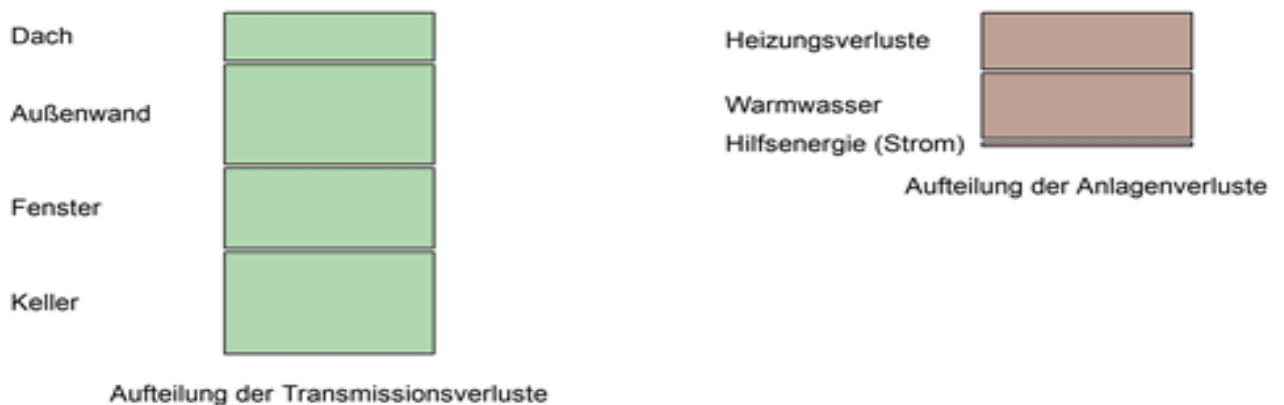 Dach
Außenwand
Fenster
Keller
Aufteilung der Transmissionsverluste
Heizungsverluste
Warmwasser
Hilfsenergie (Strom)
Aufteilung der Anlagenverluste